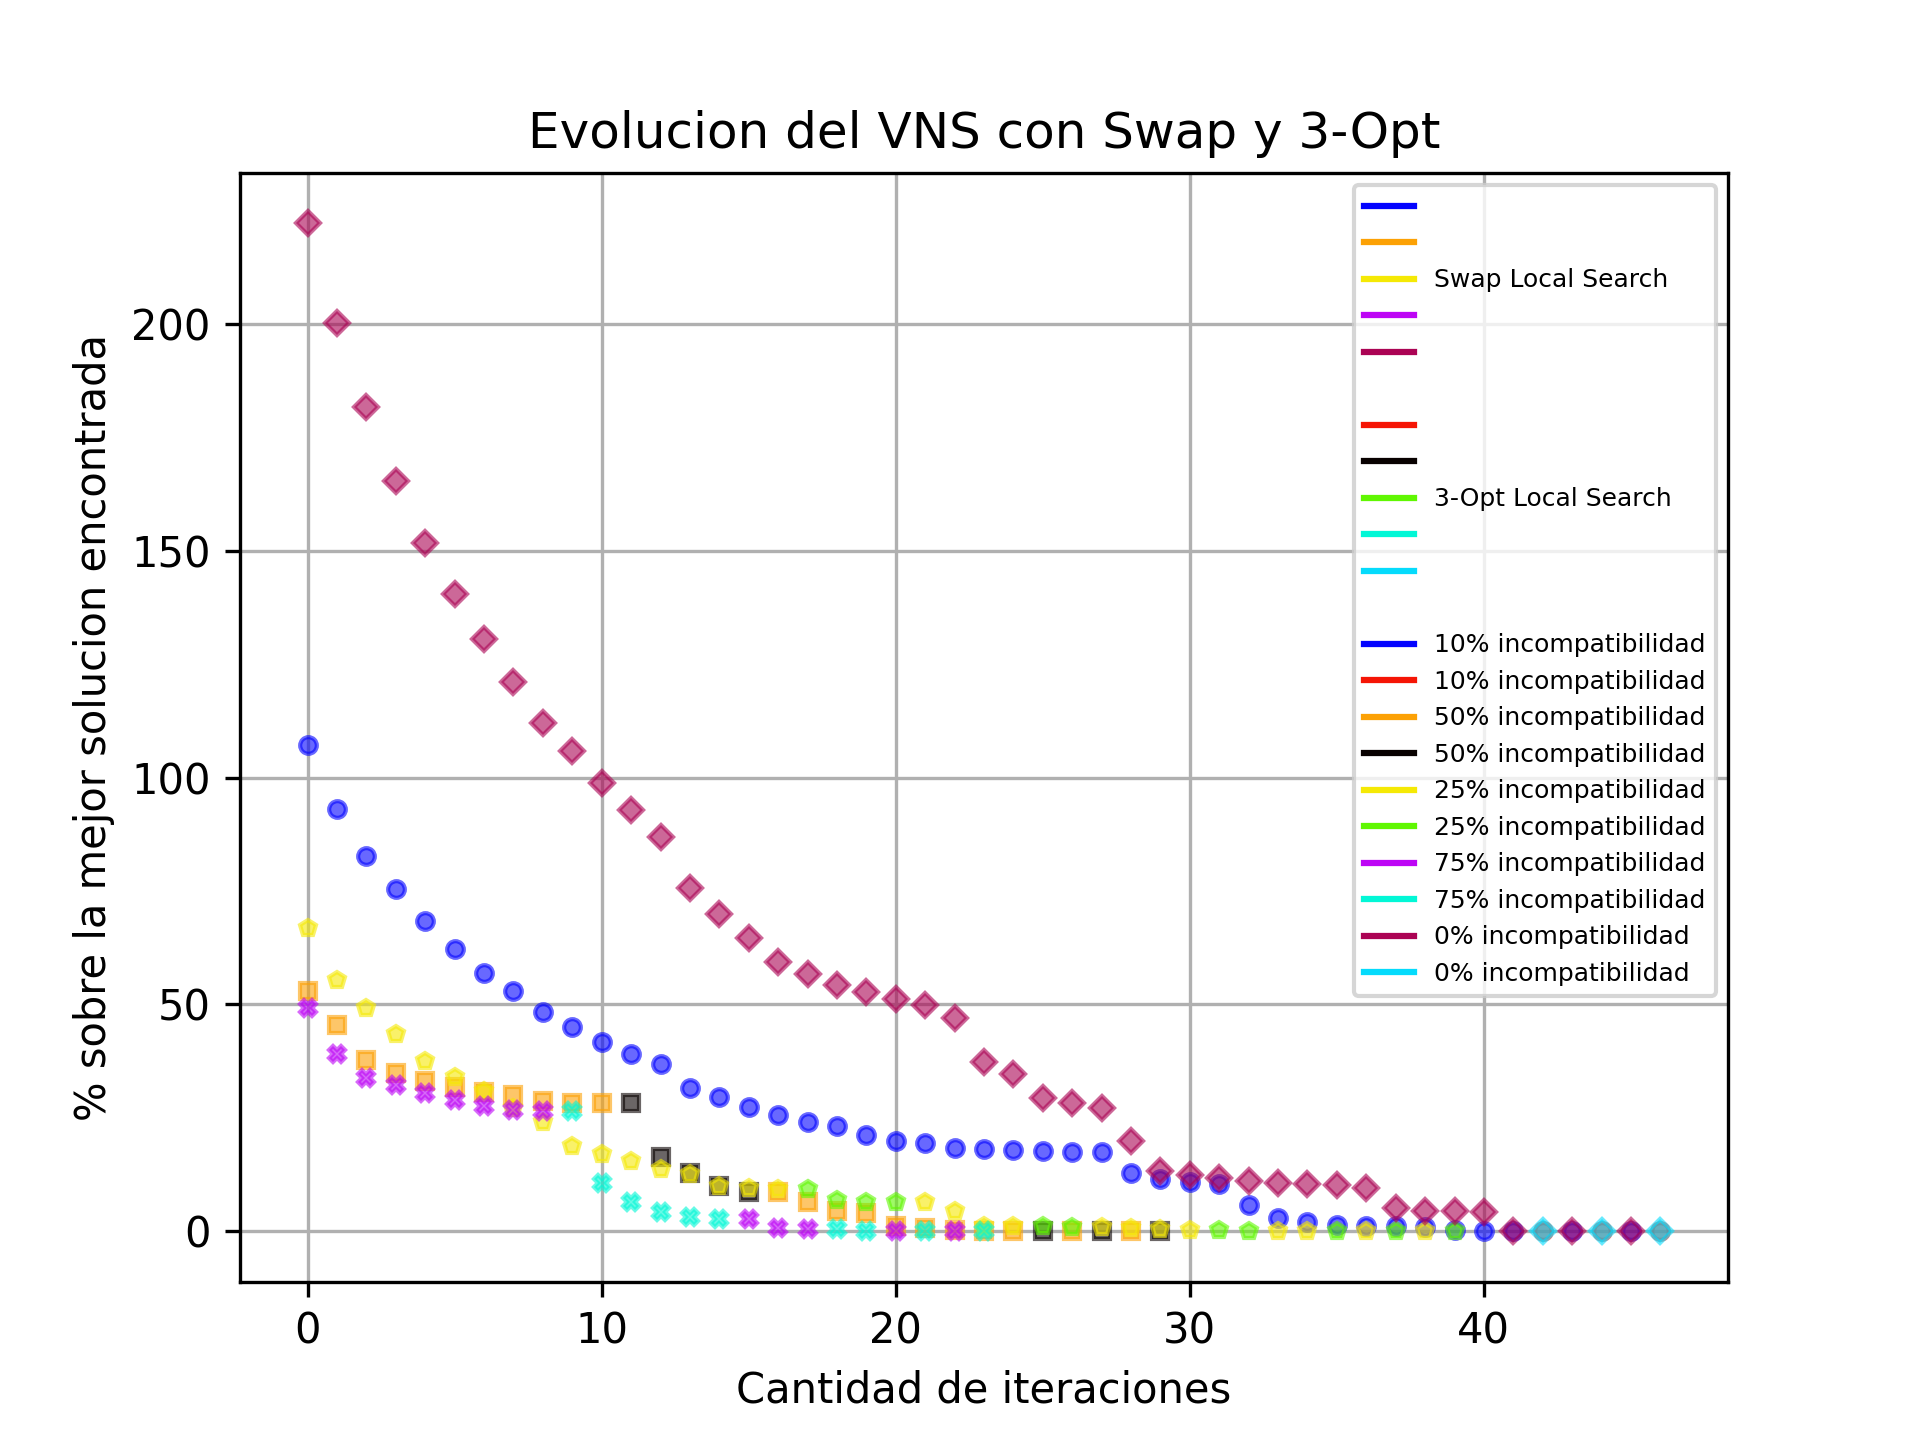 Evolucion del VNS con Swap y 3-Opt
% sobre la mejor solucion encontrada
200
150
100
50
0
Swap Local Search
3-Opt Local Search
10% incompatibilidad
10% incompatibilidad
50% incompatibilidad
50% incompatibilidad
25% incompatibilidad
25% incompatibilidad
75% incompatibilidad
75% incompatibilidad
0% incompatibilidad
0% incompatibilidad
0 10 20 30 40
Cantidad de iteraciones